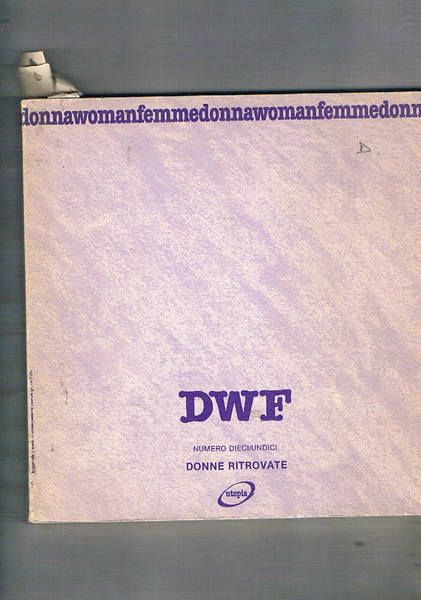 donnawomanfemmedonnawomanfemmedonn
D
DWF
NUMERO DIECI/UNDICI
DONNE RITROVATE
utopia